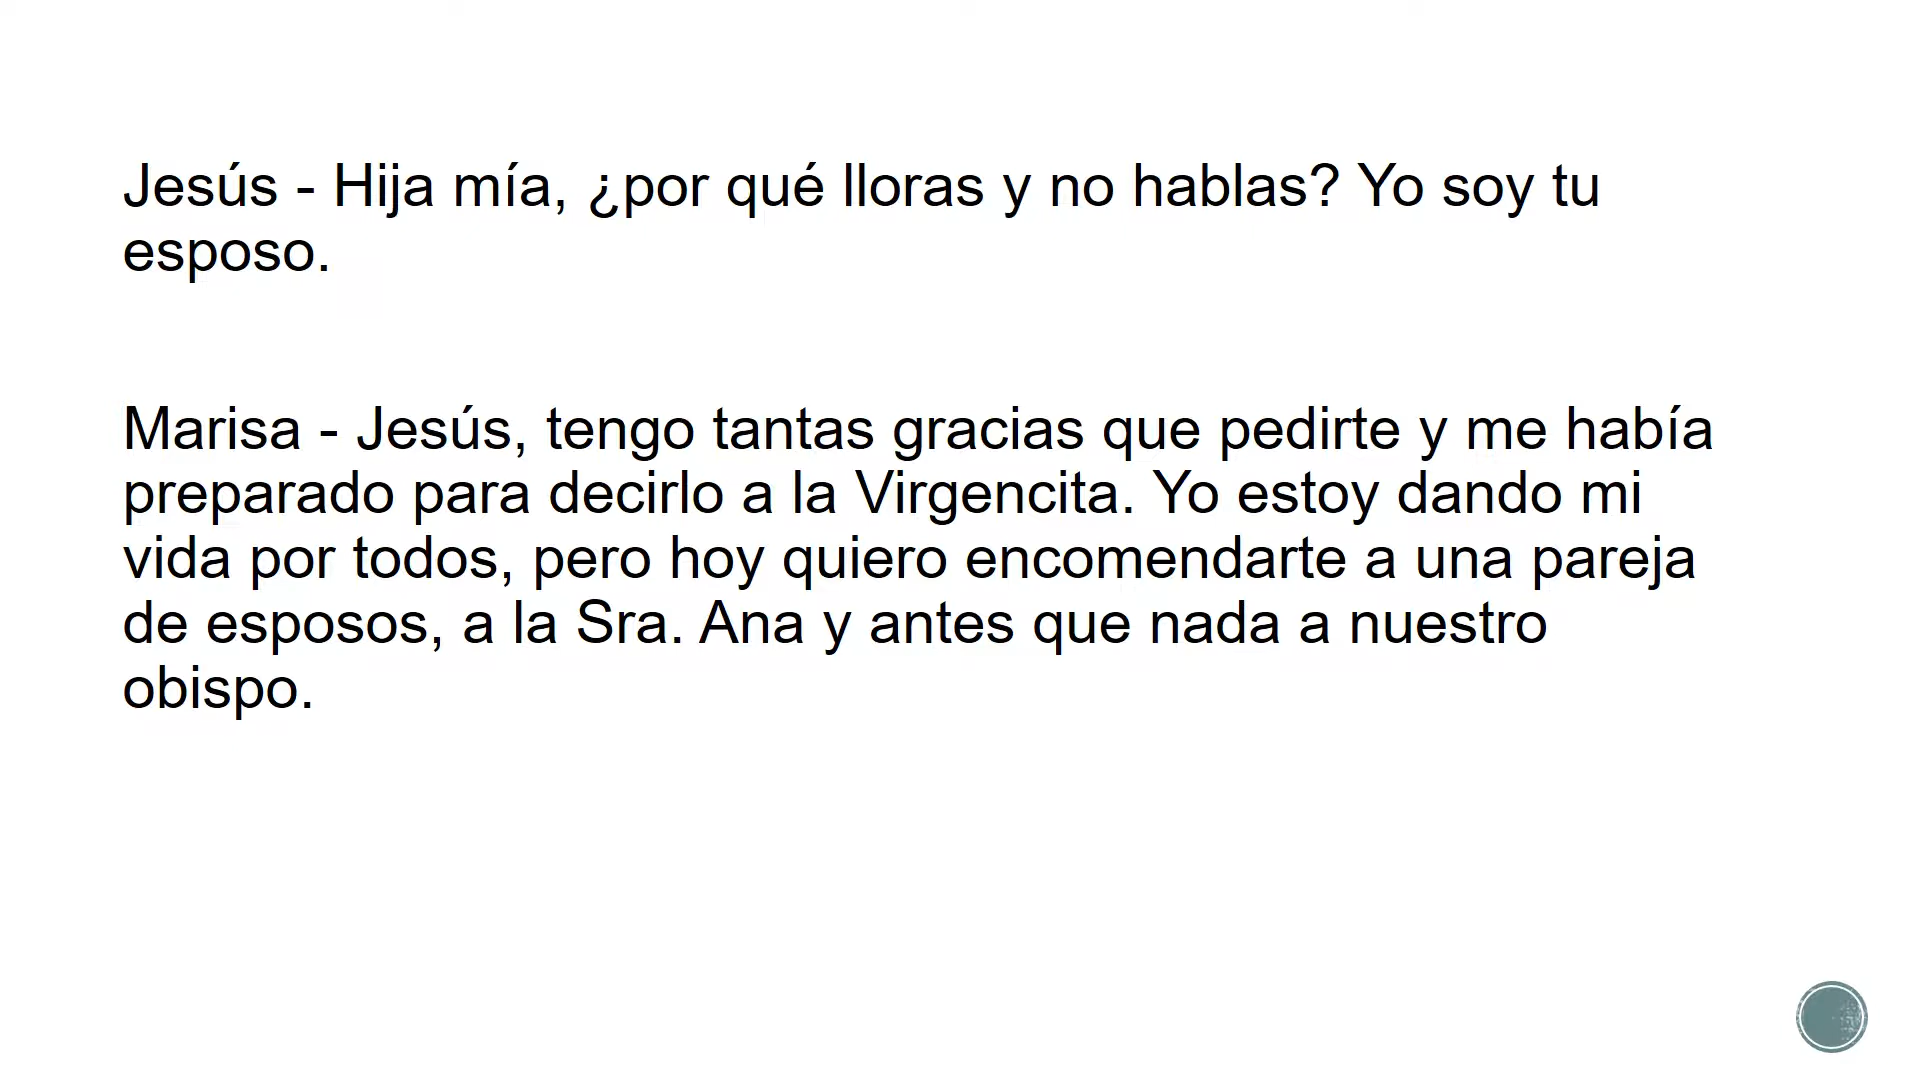 Jesús - Hija mía, ¿por qué lloras y no hablas? Yo soy tu
esposo.
Marisa - Jesús, tengo tantas gracias que pedirte y me había
preparado para decirlo a la Virgencita. Yo estoy dando mi
vida por todos, pero hoy quiero encomendarte a una pareja
de esposos, a la Sra. Ana y antes que nada a nuestro
obispo.